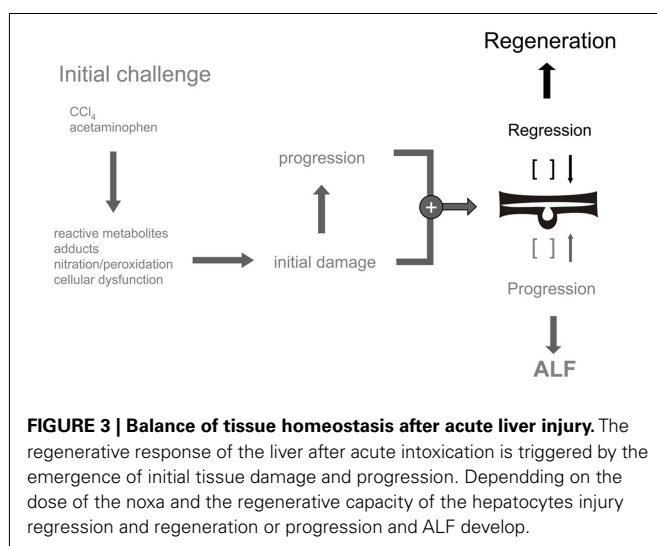 Regeneration
Initial challenge
CCl4
acetaminophen
Regression
progression
[ ]
+
reactive metabolites
adducts
nitration/peroxidation
cellular dysfunction
initial damage
[ ]
Progression
ALF
FIGURE 3 | Balance of tissue homeostasis after acute liver injury. The
regenerative response of the liver after acute intoxication is triggered by the
emergence of initial tissue damage and progression. Dependding on the
dose of the noxa and the regenerative capacity of the hepatocytes injury
regression and regeneration or progression and ALF develop.